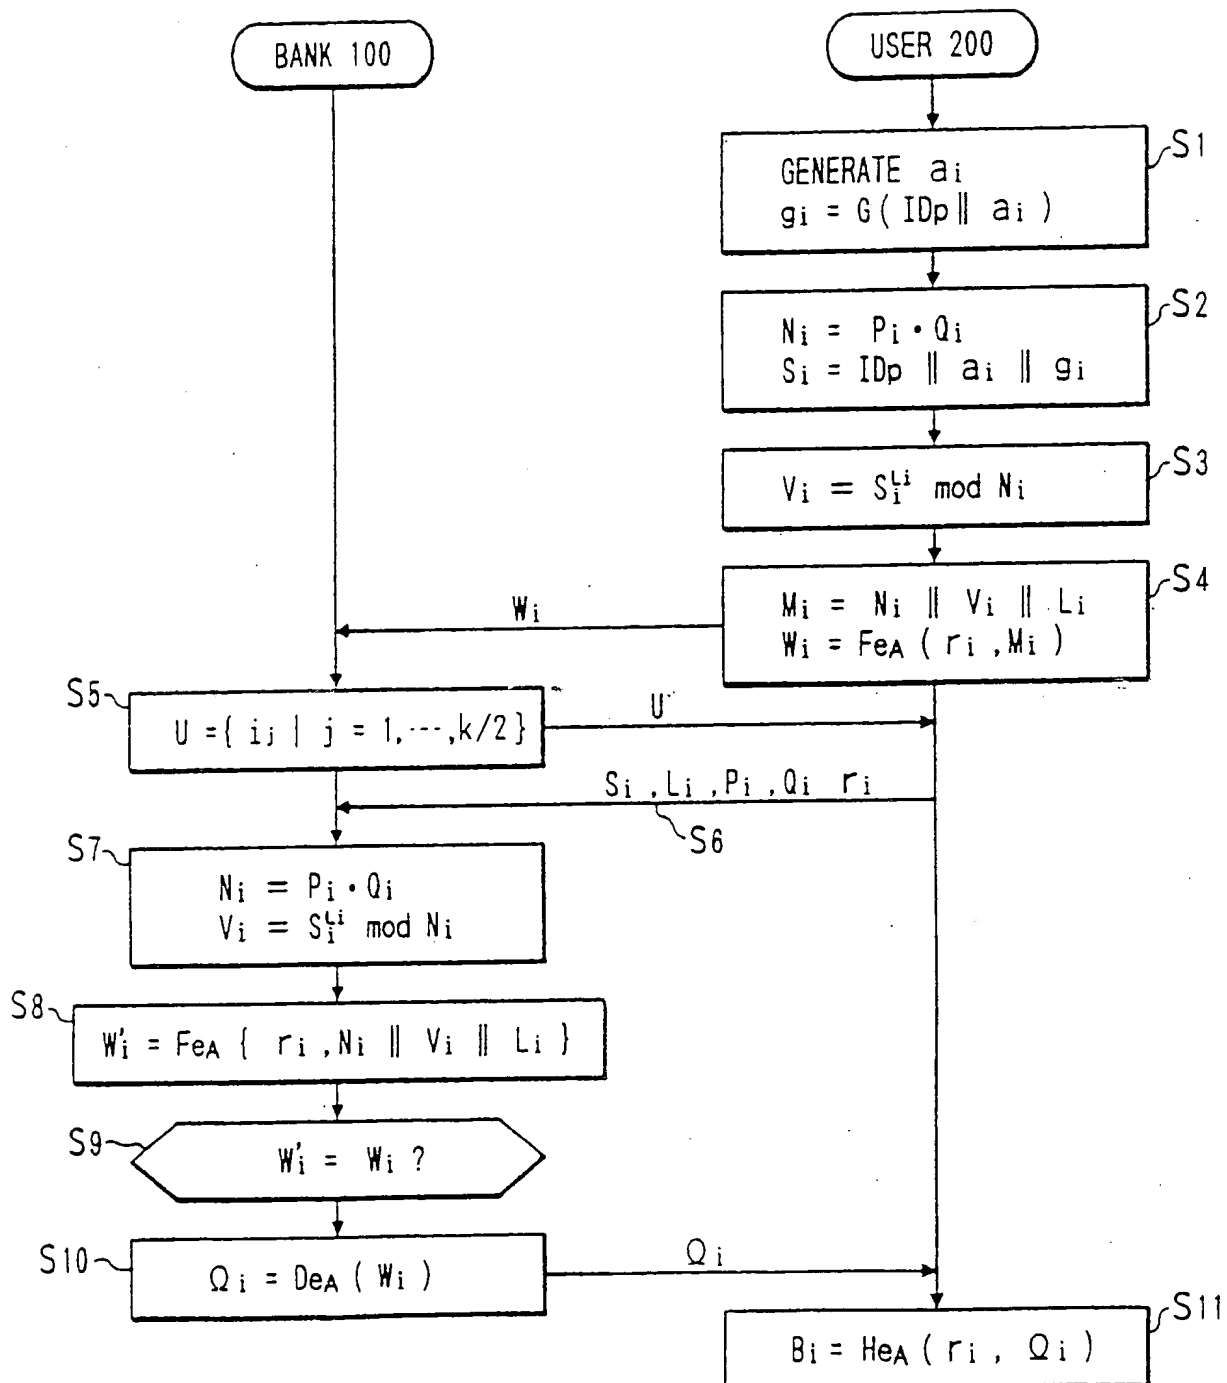 BANK 100
USER 200
S1
GENERATE ai
gi = G ( IDp || ai )
S2
Ni = Pi · Qi
Si = IDp || ai || gi
S3
Vi = Si^Li mod Ni
S4
Mi = Ni || Vi || Li
Wi = FeA ( ri , Mi )
Wi
S5
U = { ij | j = 1, ---, k/2 }
U
Si , Li , Pi , Qi ri
S6
S7
Ni = Pi · Qi
Vi = Si^Li mod Ni
S8
W'i = FeA { ri , Ni || Vi || Li }
S9
W'i = Wi ?
S10
Ωi = DeA ( Wi )
Ωi
S11
Bi = HeA ( ri , Ωi )